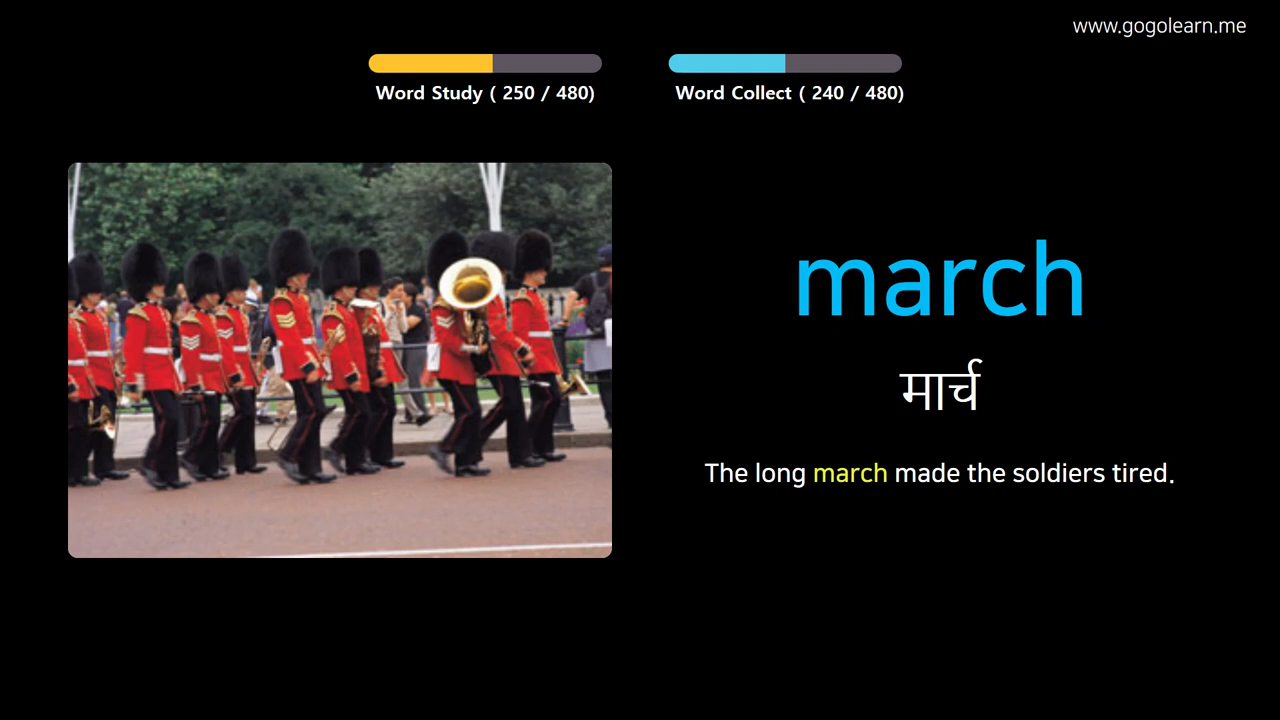 www.gogolearn.me
Word Study ( 250 / 480)
Word Collect ( 240 / 480)
march
मार्च
The long march made the soldiers tired.